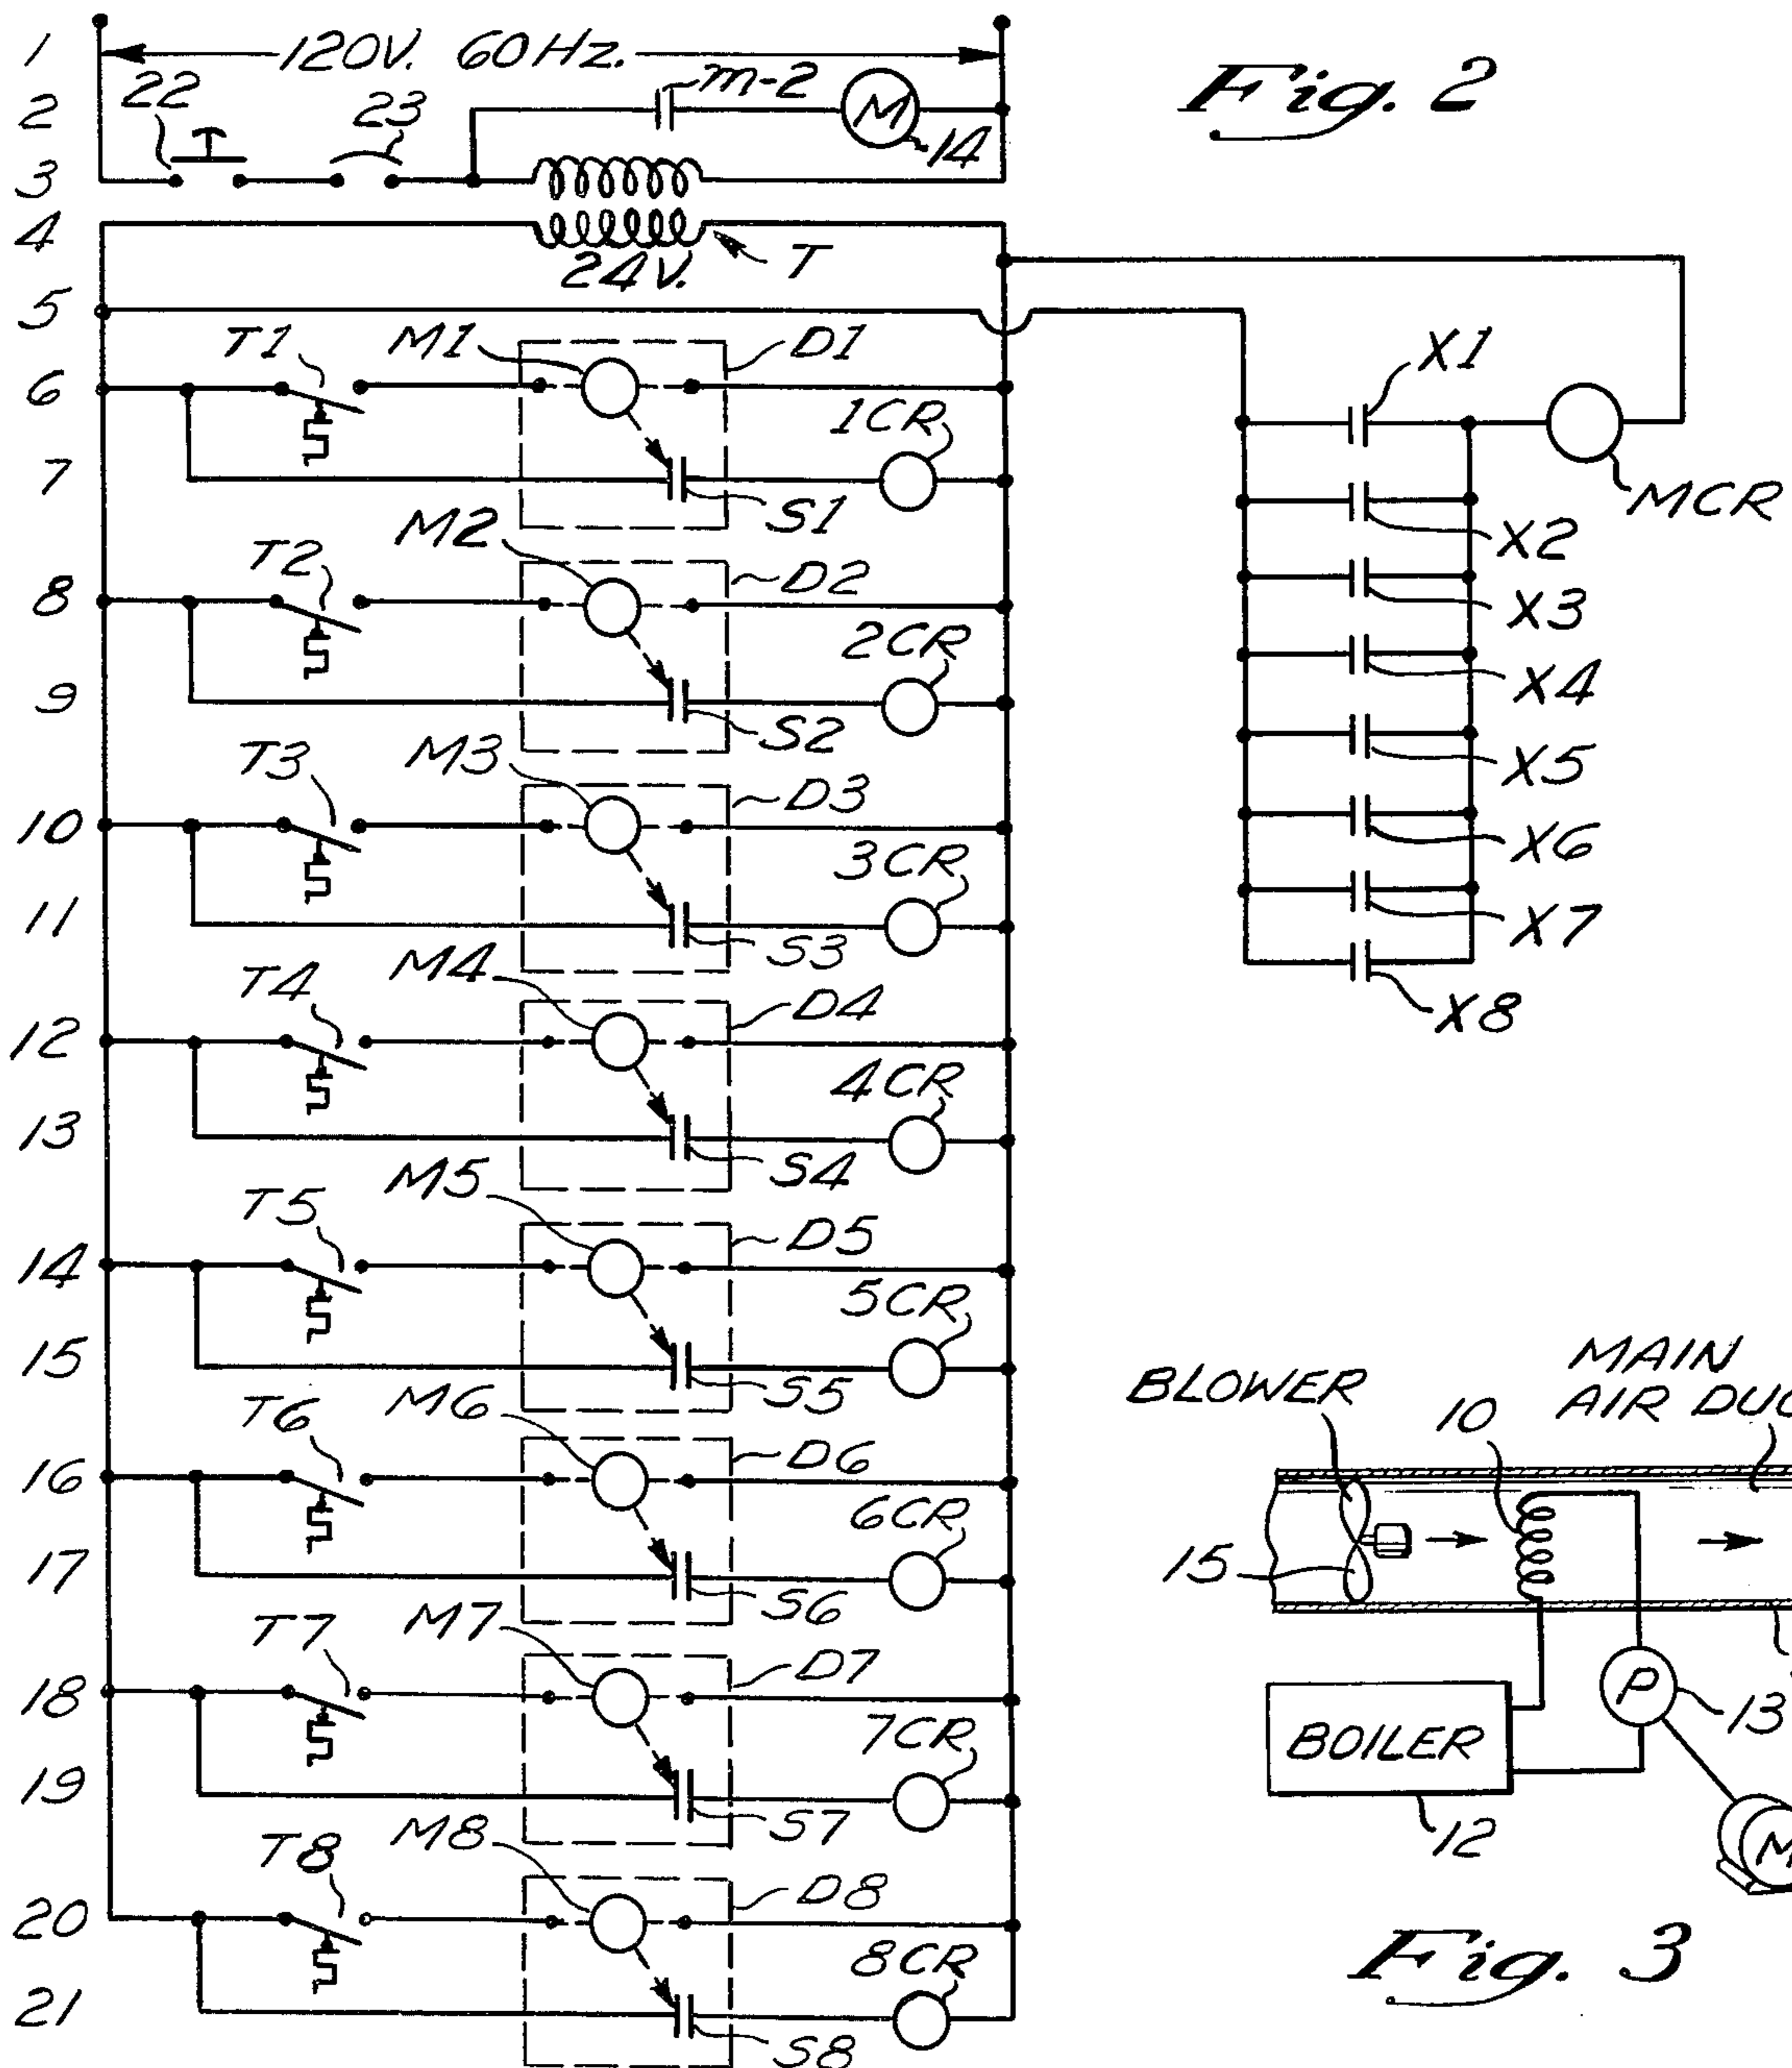 1 120V. 60Hz.
Fig. 2
2 22 23 m-2 M 14
3
4 24V. T
5
6 T1 M1 D1
7 1CR S1
8 T2 M2 D2
9 2CR S2
10 T3 M3 D3
11 3CR S3
12 T4 M4 D4
13 4CR S4
14 T5 M5 D5
15 5CR S5
16 T6 M6 D6
17 6CR S6
18 T7 M7 D7
19 7CR S7
20 T8 M8 D8
21 8CR S8
X1
MCR
X2
X3
X4
X5
X6
X7
X8
BLOWER
10
MAIN
AIR
15
P
13
BOILER
12
M
Fig. 3